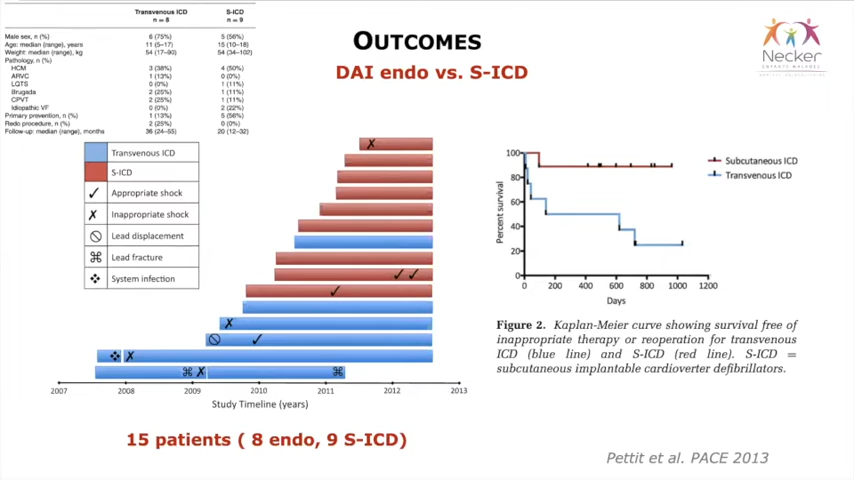 Transvenous ICD S-ICD
n = 8 n = 9
Male sex, n (%) 6 (75%) 5 (56%)
Age: median (range), years 11 (5–17) 15 (10–18)
Weight: median (range), kg 54 (17–90) 54 (34–102)
Pathology, n (%)
HCM 3 (38%) 4 (50%)
ARVC 1 (13%) 0 (0%)
LQTS 0 (0%) 1 (11%)
Brugada 2 (25%) 1 (11%)
CPVT 2 (25%) 1 (11%)
Idiopathic VF 0 (0%) 2 (22%)
Primary prevention, n (%) 1 (13%) 5 (56%)
Redo procedure, n (%) 2 (25%) 0 (0%)
Follow-up: median (range), months 36 (24–55) 20 (12–32)
OUTCOMES
DAI endo vs. S-ICD
Necker
ENFANTS MALADES
Transvenous ICD
S-ICD
Appropriate shock
Inappropriate shock
Lead displacement
Lead fracture
System infection
2007 2008 2009 2010 2011 2012 2013
Study Timeline (years)
15 patients ( 8 endo, 9 S-ICD)
Percent survival
100
80
60
40
20
0
0 200 400 600 800 1000 1200
Days
Subcutaneous ICD
Transvenous ICD
Figure 2. Kaplan-Meier curve showing survival free of
inappropriate therapy or reoperation for transvenous
ICD (blue line) and S-ICD (red line). S-ICD =
subcutaneous implantable cardioverter defibrillators.
Pettit et al. PACE 2013